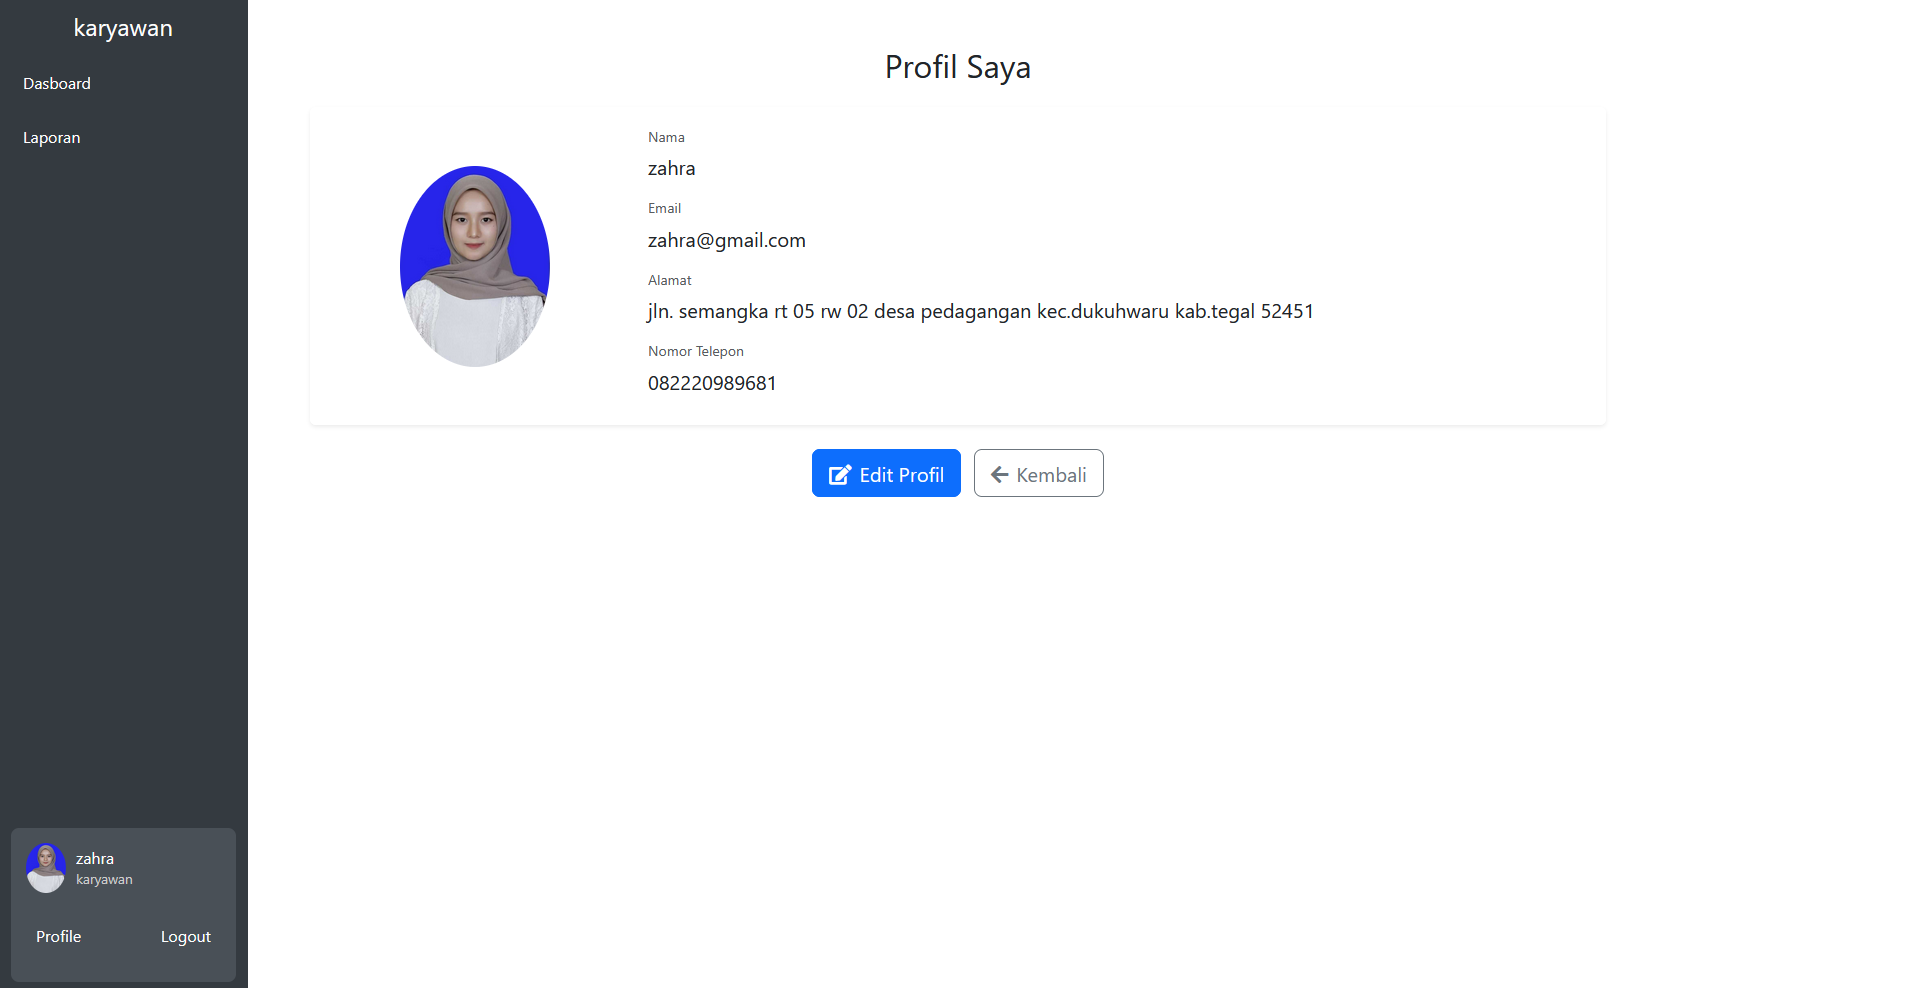 karyawan
Dasboard
Laporan
Profil Saya
Nama
zahra
Email
zahra@gmail.com
Alamat
jln. semangka rt 05 rw 02 desa pedagangan kec.dukuhwaru kab.tegal 52451
Nomor Telepon
082220989681
Edit Profil
Kembali
zahra
karyawan
Profile
Logout